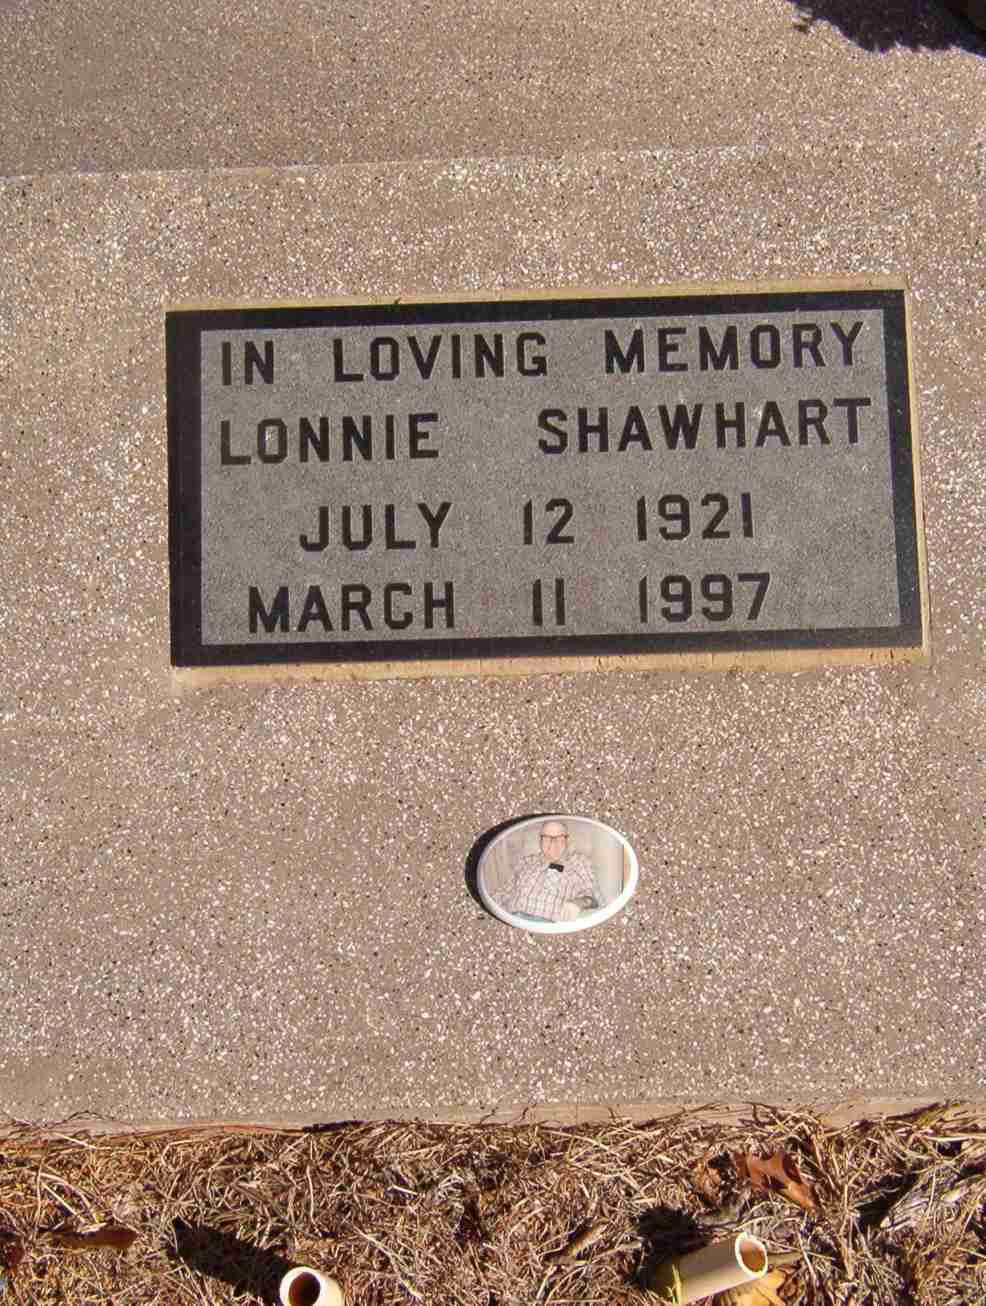 IN LOVING MEMORY
LONNIE SHAWHART
JULY 12 1921
MARCH 11 1997